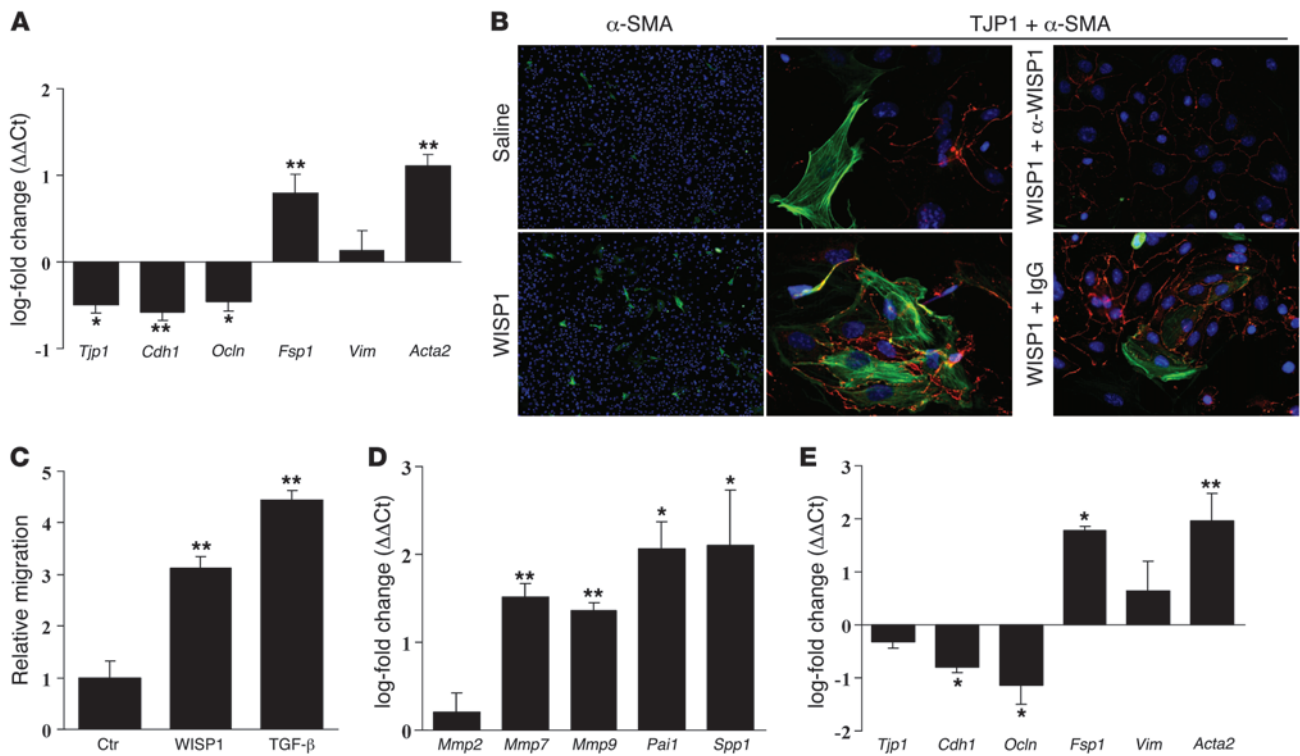 A
log-fold change (ΔΔCt)
2
1
0
-1
** ** 
* ** *
Tjp1 Cdh1 Ocln Fsp1 Vim Acta2
B
α-SMA TJP1 + α-SMA
Saline
WISP1
WISP1 + α-WISP1
WISP1 + IgG
C
Relative migration
5
4
3
2
1
0
** **
Ctr WISP1 TGF-β
D
log-fold change (ΔΔCt)
3
2
1
0
** ** * *
Mmp2 Mmp7 Mmp9 Pai1 Spp1
E
log-fold change (ΔΔCt)
3
2
1
0
-1
-2
* **
* *
Tjp1 Cdh1 Ocln Fsp1 Vim Acta2